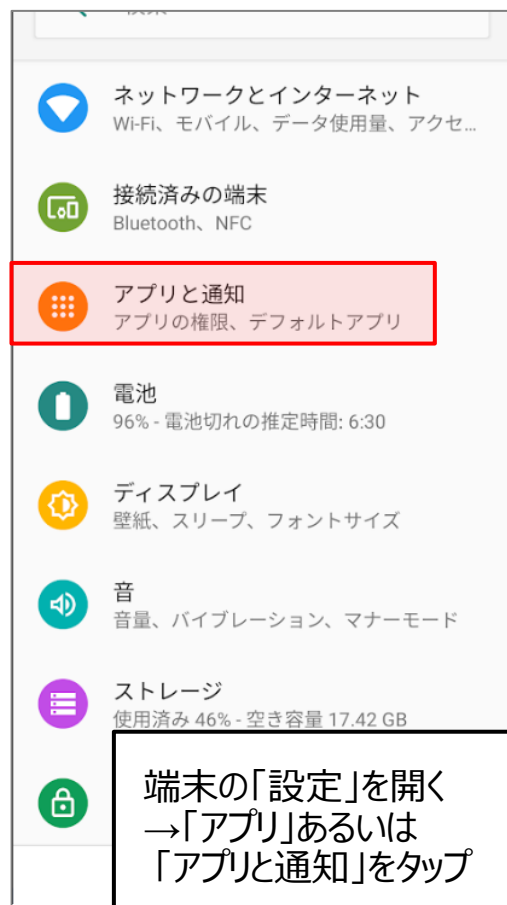 ネットワークとインターネット
Wi-Fi、モバイル、データ使用量、アクセ...
接続済みの端末
Bluetooth、NFC
アプリと通知
アプリの権限、デフォルトアプリ
電池
96% - 電池切れの推定時間: 6:30
ディスプレイ
壁紙、スリープ、フォントサイズ
音
音量、バイブレーション、マナーモード
ストレージ
使用済み 46% - 空き容量 17.42 GB
端末の「設定」を開く
→「アプリ」あるいは
「アプリと通知」をタップ